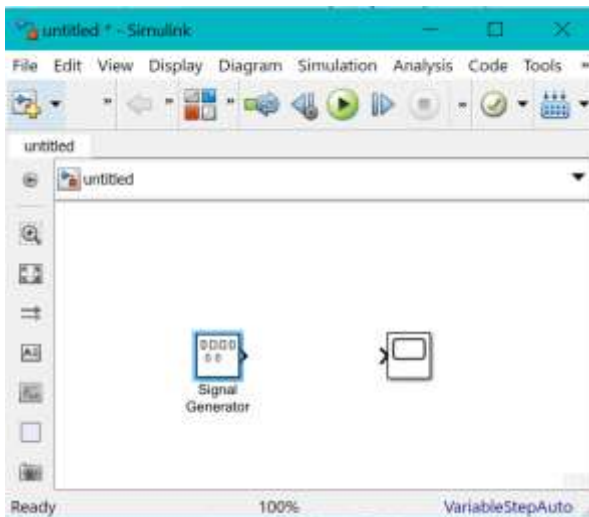 untitled * - Simulink
File Edit View Display Diagram Simulation Analysis Code Tools »
untitled
untitled
Signal
Generator
Ready 100% VariableStepAuto